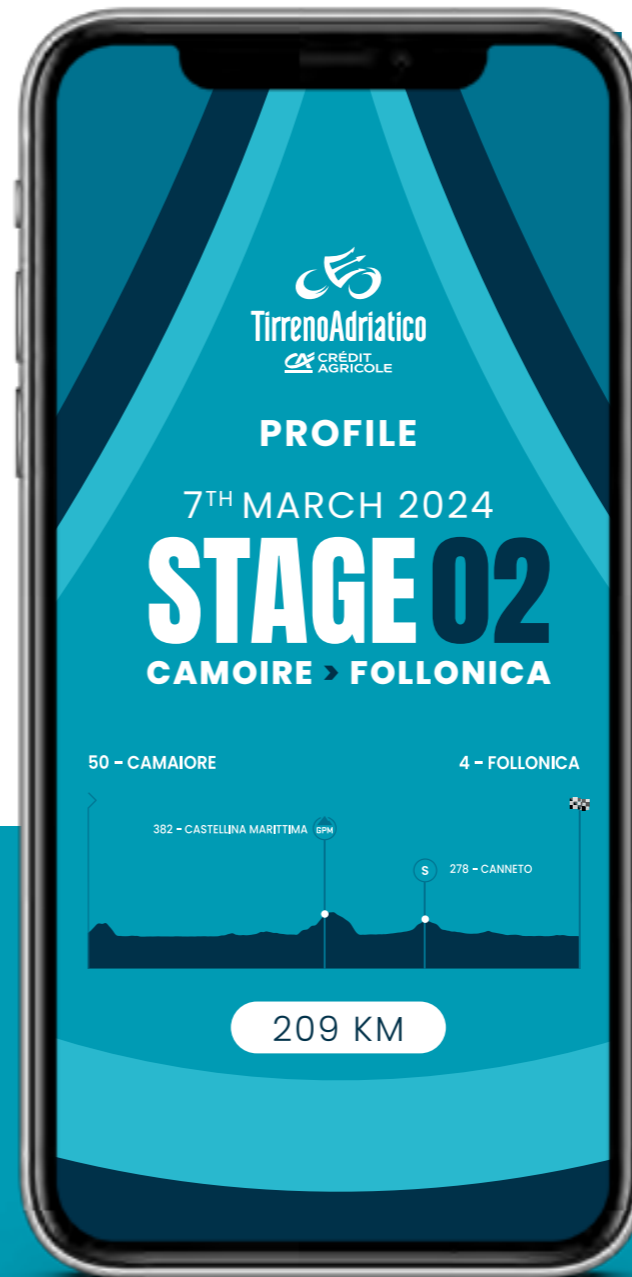 TirrenoAdriatico
CA CRÉDIT
AGRICOLE
PROFILE
7TH MARCH 2024
STAGE 02
CAMOIRE › FOLLONICA
50 – CAMAIORE
4 – FOLLONICA
382 – CASTELLINA MARITTIMA GPM
S 278 – CANNETO
209 KM